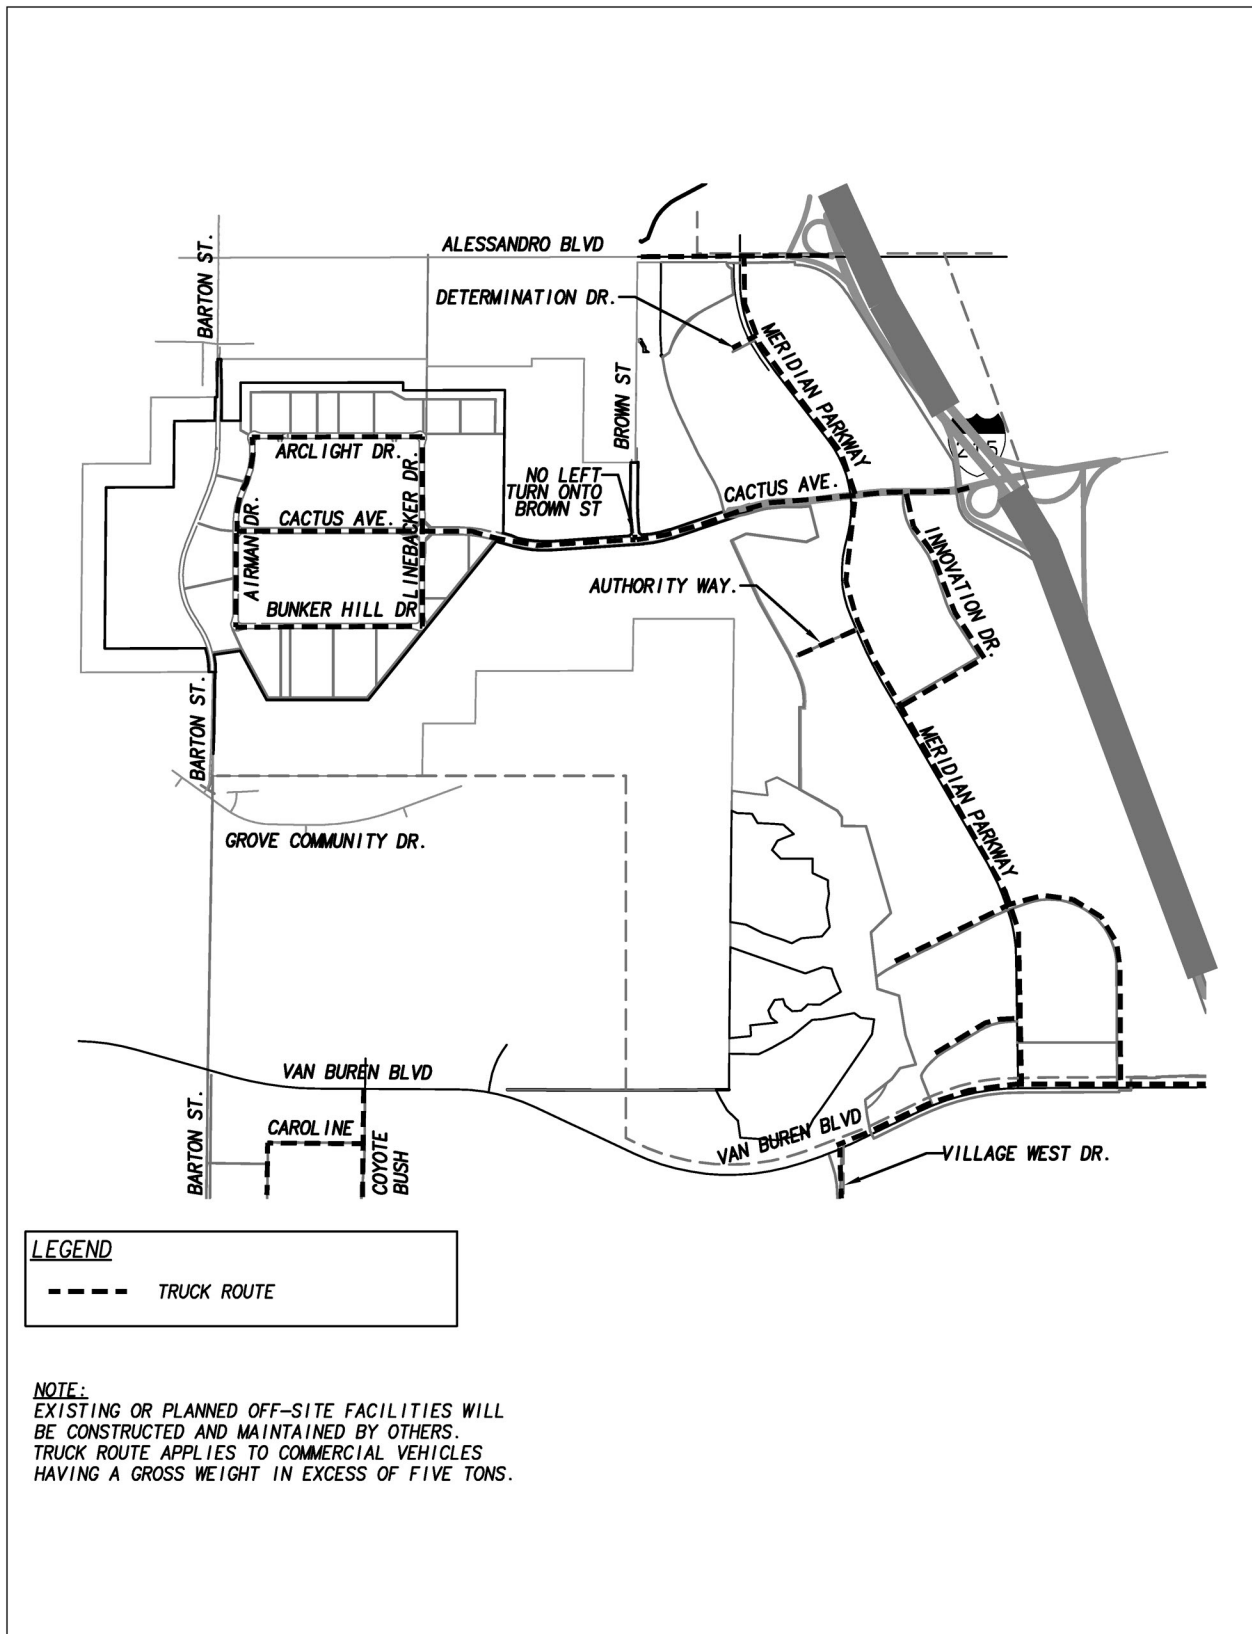 ALESSANDRO BLVD
BARTON ST.
DETERMINATION DR.
MERIDIAN PARKWAY
BROWN ST
215
ARCLIGHT DR.
NO LEFT
TURN ONTO
BROWN ST
CACTUS AVE.
CACTUS AVE.
LINEBACKER DR.
AIRMAN DR.
INNOVATION DR.
AUTHORITY WAY.
BUNKER HILL DR
BARTON ST.
MERIDIAN PARKWAY
GROVE COMMUNITY DR.
VAN BUREN BLVD
BARTON ST.
CAROLINE
COYOTE
BUSH
VAN BUREN BLVD
VILLAGE WEST DR.
LEGEND
TRUCK ROUTE
NOTE:
EXISTING OR PLANNED OFF-SITE FACILITIES WILL
BE CONSTRUCTED AND MAINTAINED BY OTHERS.
TRUCK ROUTE APPLIES TO COMMERCIAL VEHICLES
HAVING A GROSS WEIGHT IN EXCESS OF FIVE TONS.